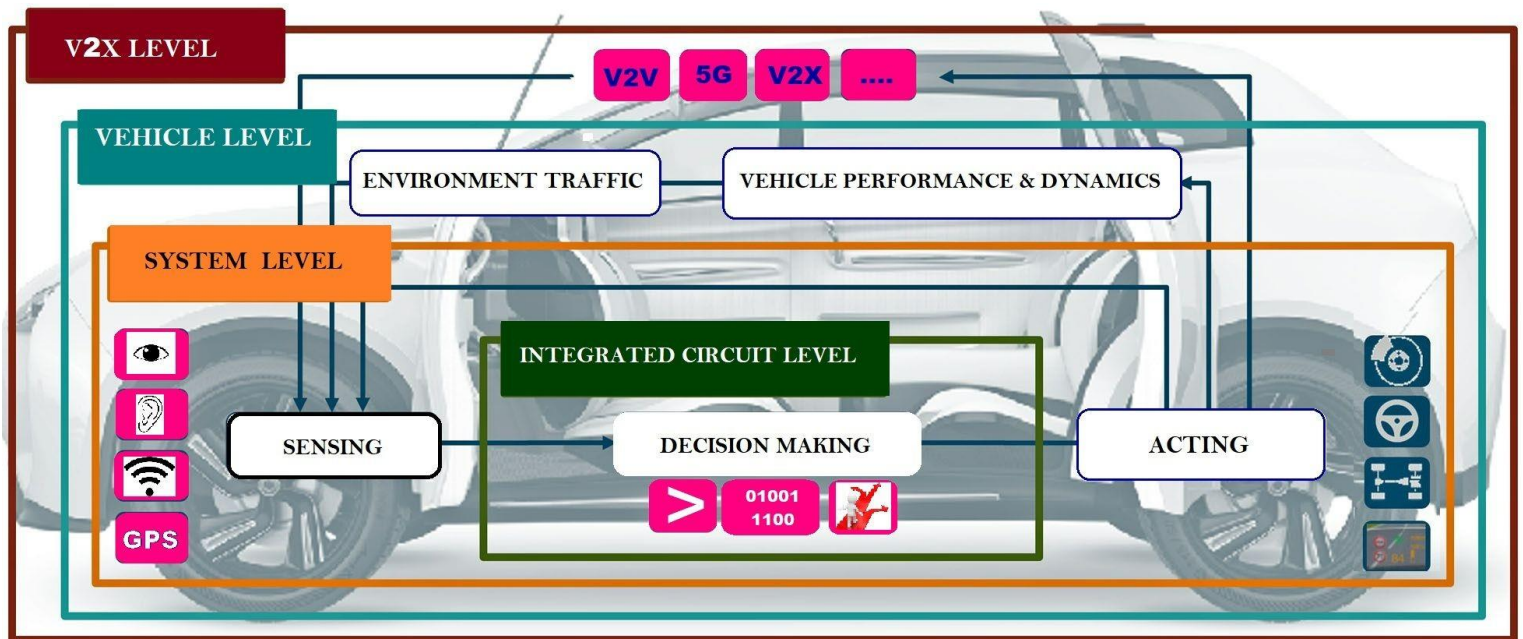 V2X LEVEL
V2V
5G
V2X
....
VEHICLE LEVEL
ENVIRONMENT TRAFFIC
VEHICLE PERFORMANCE & DYNAMICS
SYSTEM LEVEL
INTEGRATED CIRCUIT LEVEL
SENSING
DECISION MAKING
ACTING
>
01001
1100
GPS